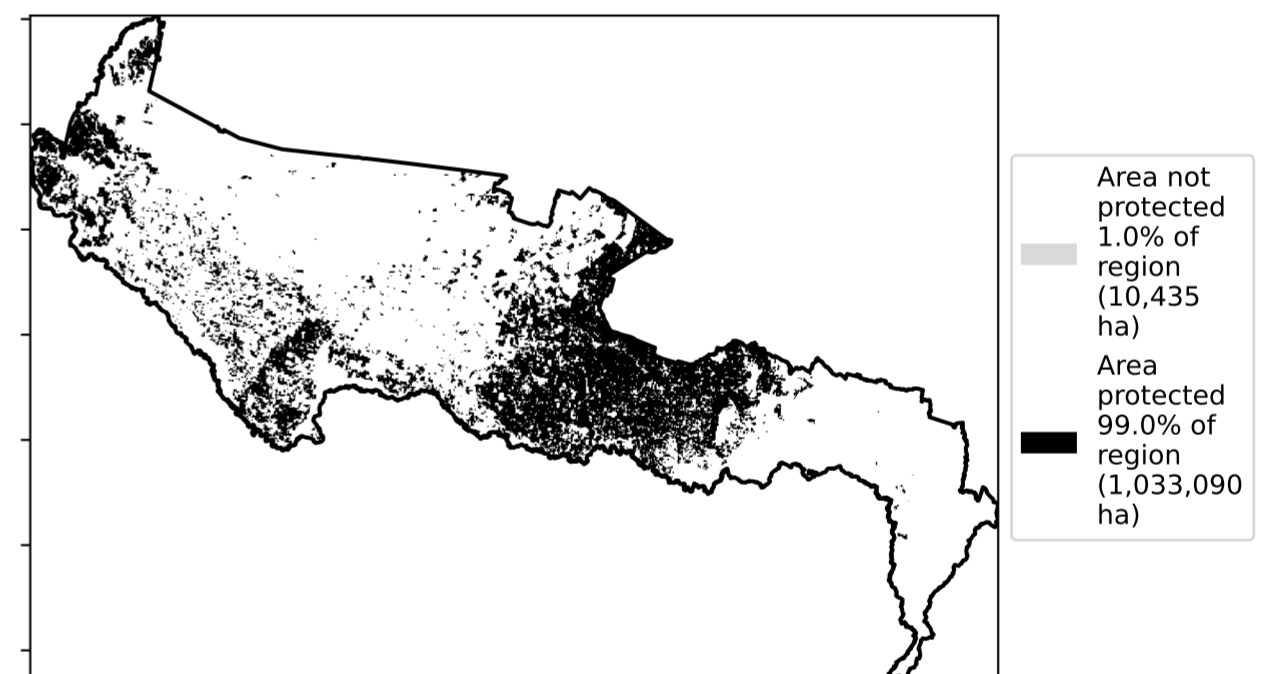 Area not
protected
1.0% of
region
(10,435
ha)
Area
protected
99.0% of
region
(1,033,090
ha)